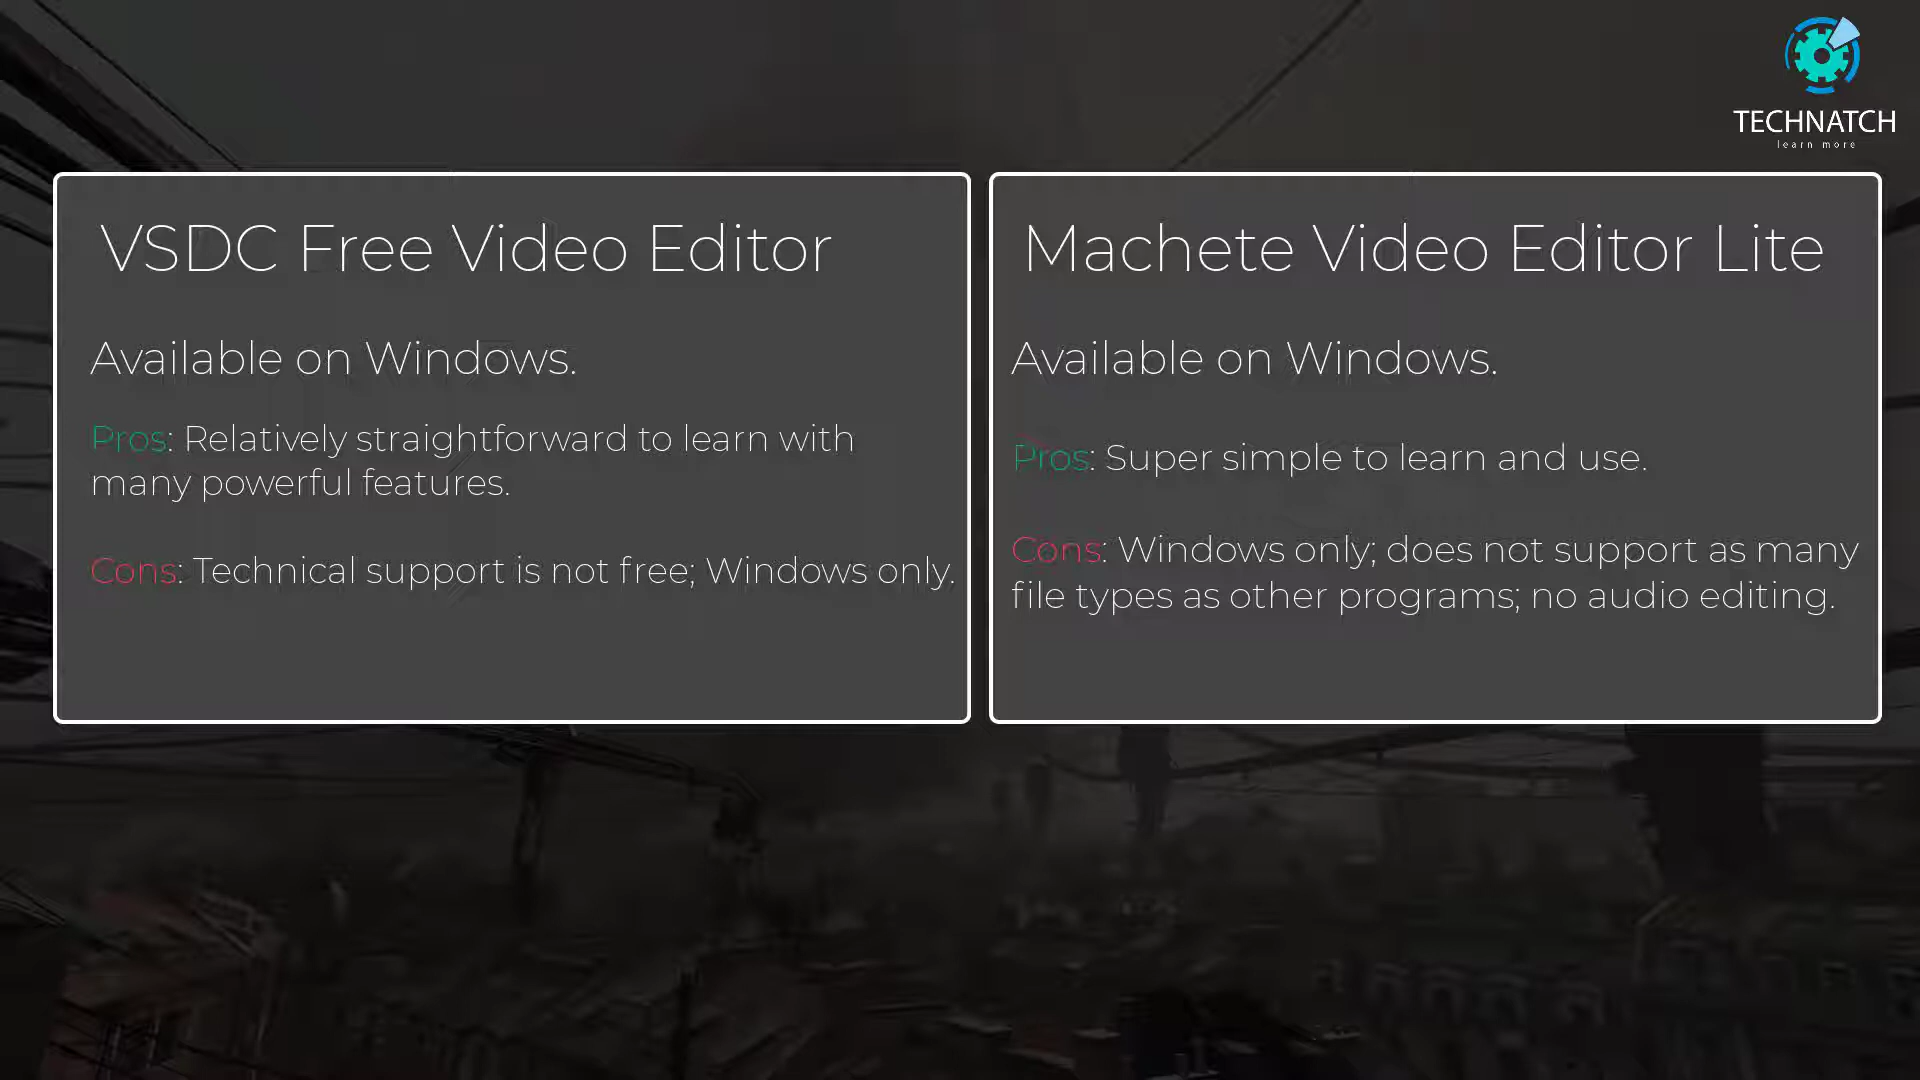 TECHNATCH
learn more
VSDC Free Video Editor
Available on Windows.
Pros: Relatively straightforward to learn with
many powerful features.
Cons: Technical support is not free; Windows only.
Machete Video Editor Lite
Available on Windows.
Pros: Super simple to learn and use.
Cons: Windows only; does not support as many
file types as other programs; no audio editing.